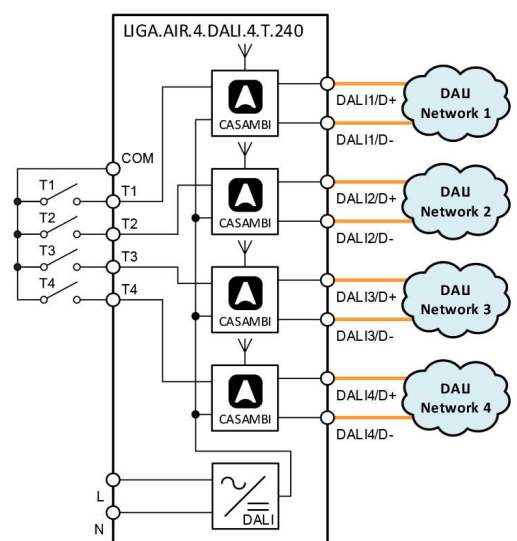 LIGA.AIR.4.DALI.4.T.240
CASAMBI
DALI1/D+
DALI1/D-
DALI
Network 1
COM
T1
T1
CASAMBI
DALI2/D+
DALI2/D-
DALI
Network 2
T2
T2
T3
T3
CASAMBI
DALI3/D+
DALI3/D-
DALI
Network 3
T4
T4
CASAMBI
DALI4/D+
DALI4/D-
DALI
Network 4
L
N
DALI